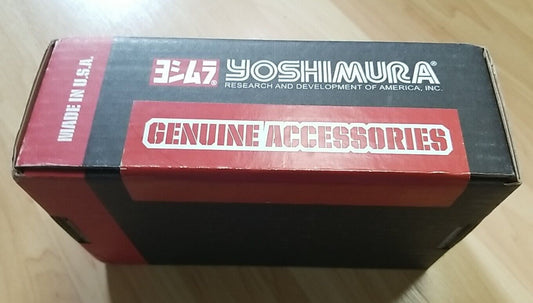 MADE IN U.S.A.
ヨシムラ® YOSHIMURA®
RESEARCH AND DEVELOPMENT OF AMERICA, INC.
GENUINE ACCESSORIES